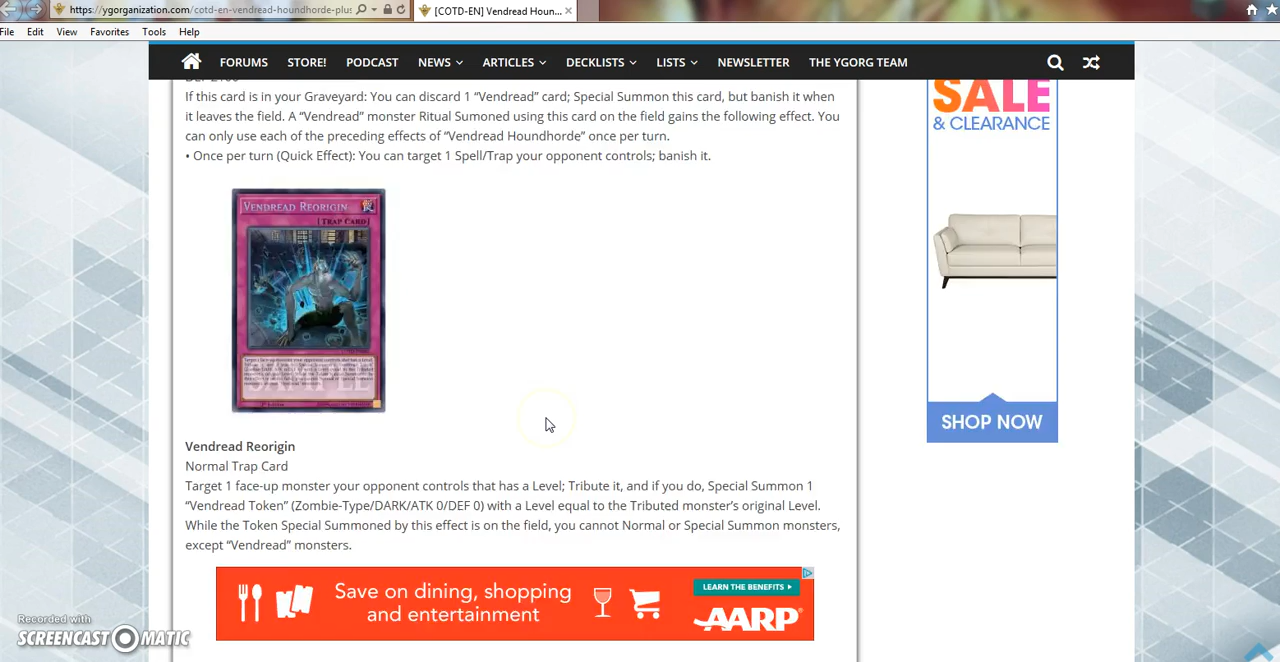 https://ygorganization.com/cotd-en-vendread-houndhorde-plus
[COTD-EN] Vendread Houn...
File Edit View Favorites Tools Help
FORUMS STORE! PODCAST NEWS ARTICLES DECKLISTS LISTS NEWSLETTER THE YGORG TEAM
If this card is in your Graveyard: You can discard 1 “Vendread” card; Special Summon this card, but banish it when
it leaves the field. A “Vendread” monster Ritual Sumoned using this card on the field gains the following effect. You
can only use each of the preceding effects of “Vendread Houndhorde” once per turn.
• Once per turn (Quick Effect): You can target 1 Spell/Trap your opponent controls; banish it.
SALE
& CLEARANCE
SHOP NOW
VENDREAD REORIGIN
[TRAP CARD]
SAMPLE
Vendread Reorigin
Normal Trap Card
Target 1 face-up monster your opponent controls that has a Level; Tribute it, and if you do, Special Summon 1
“Vendread Token” (Zombie-Type/DARK/ATK 0/DEF 0) with a Level equal to the Tributed monster’s original Level.
While the Token Special Summoned by this effect is on the field, you cannot Normal or Special Summon monsters,
except “Vendread” monsters.
Save on dining, shopping
and entertainment
LEARN THE BENEFITS
AARP
Recorded with
SCREENCAST MATIC